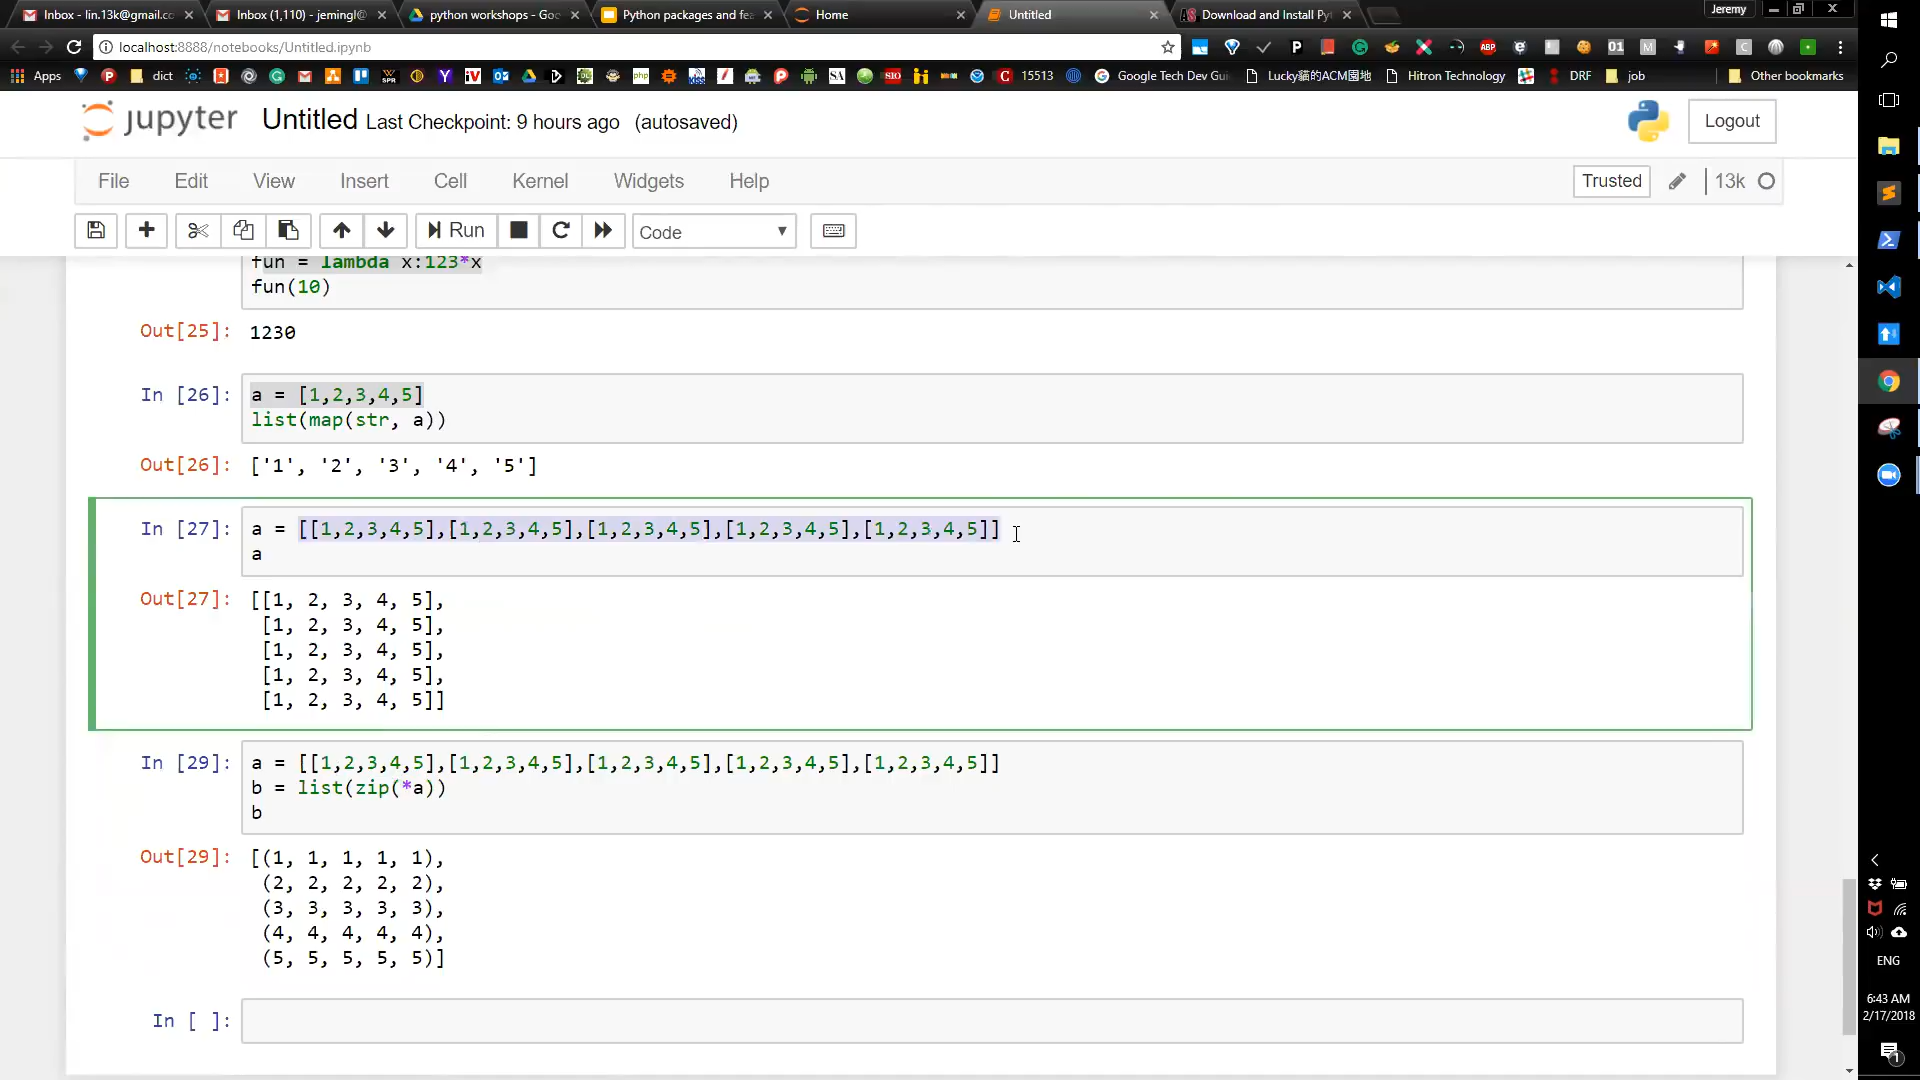 Inbox - lin.13k@gmail.co
Inbox (1,110) - jemingl@
python workshops - Goo
Python packages and fea
Home
Untitled
Download and Install Pyt
Jeremy
localhost:8888/notebooks/Untitled.ipynb
Apps
dict
15513
Google Tech Dev Gui
Lucky貓的ACM園地
Hitron Technology
DRF
job
Other bookmarks
jupyter Untitled Last Checkpoint: 9 hours ago (autosaved)
Logout
File Edit View Insert Cell Kernel Widgets Help
Trusted
13k
Run
Code
fun = lambda x:123*x
fun(10)
Out[25]: 1230
In [26]: a = [1,2,3,4,5]
list(map(str, a))
Out[26]: ['1', '2', '3', '4', '5']
In [27]: a = [[1,2,3,4,5],[1,2,3,4,5],[1,2,3,4,5],[1,2,3,4,5],[1,2,3,4,5]]
a
Out[27]: [[1, 2, 3, 4, 5],
[1, 2, 3, 4, 5],
[1, 2, 3, 4, 5],
[1, 2, 3, 4, 5],
[1, 2, 3, 4, 5]]
In [29]: a = [[1,2,3,4,5],[1,2,3,4,5],[1,2,3,4,5],[1,2,3,4,5],[1,2,3,4,5]]
b = list(zip(*a))
b
Out[29]: [(1, 1, 1, 1, 1),
(2, 2, 2, 2, 2),
(3, 3, 3, 3, 3),
(4, 4, 4, 4, 4),
(5, 5, 5, 5, 5)]
In [ ]:
ENG
6:43 AM
2/17/2018